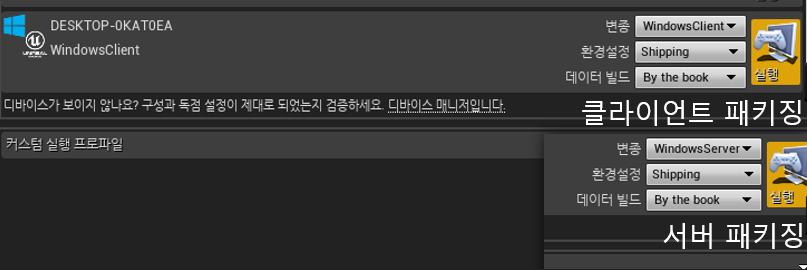 DESKTOP-0KAT0EA
WindowsClient
UNREAL
변종 WindowsClient
환경설정 Shipping
데이터 빌드 By the book
실행
디바이스가 보이지 않나요? 구성과 독점 설정이 제대로 되었는지 검증하세요. 디바이스 매니저입니다.
클라이언트 패키징
커스텀 실행 프로파일
변종 WindowsServer
환경설정 Shipping
데이터 빌드 By the book
실행
서버 패키징